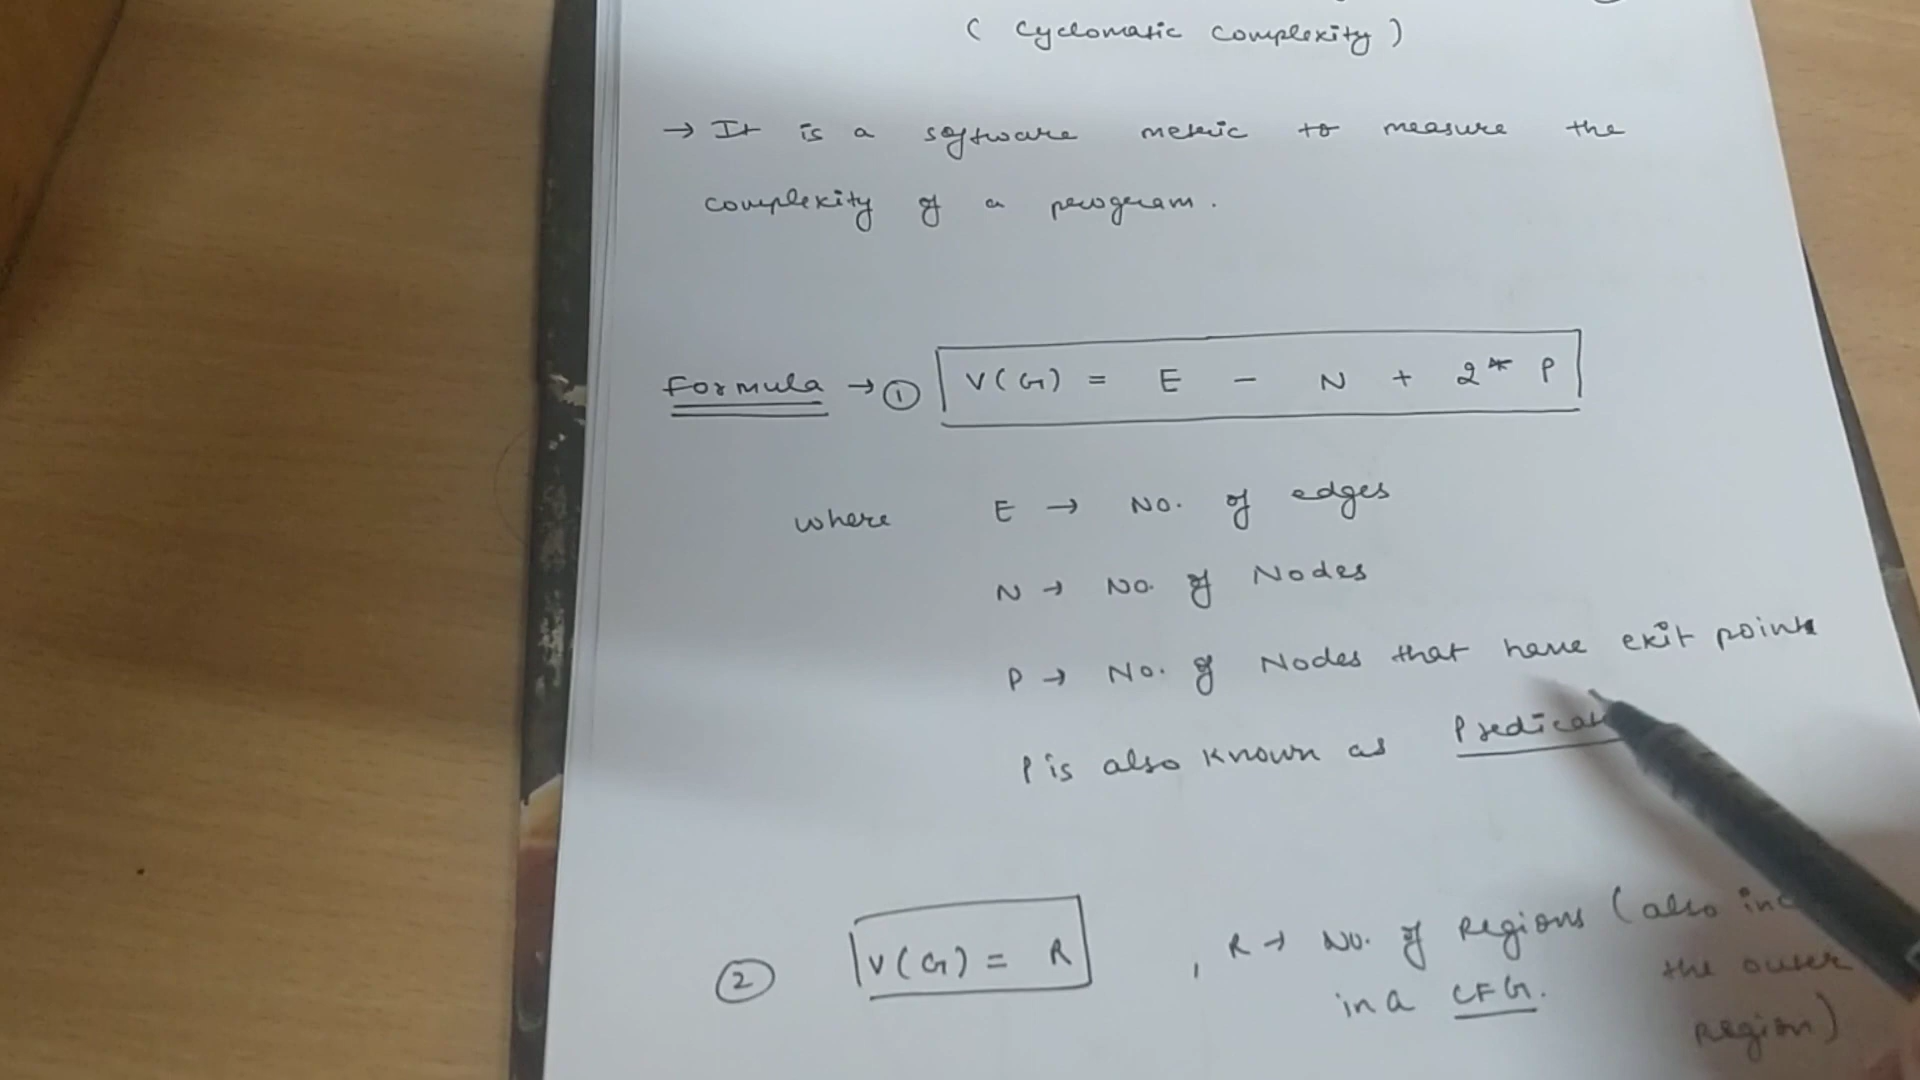 ( Cyclomatic Complexity )
→ It is a software metric to measure the
complexity of a program .
Formula → ① V(G) = E - N + 2 * P
where E → No. of edges
N → No. of Nodes
P → No. of Nodes that have exit points
P is also known as
② V(G) = R , R → No. of Regions ( also
in a CFG. the outer
region )